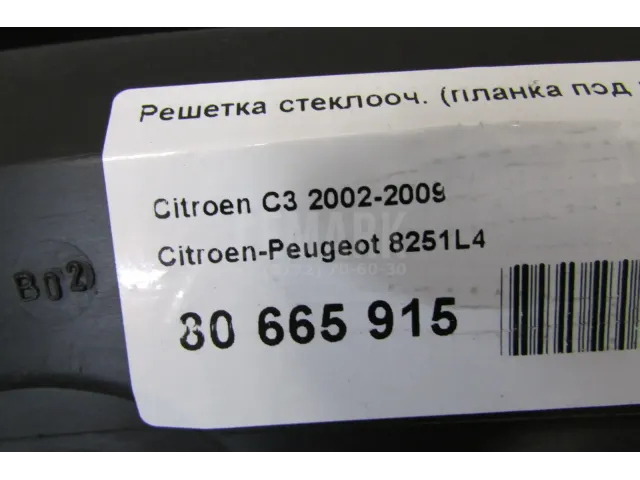 Решетка стеклооч. (планка под
Citroen C3 2002-2009
Citroen-Peugeot 8251L4
80 665 915
B02